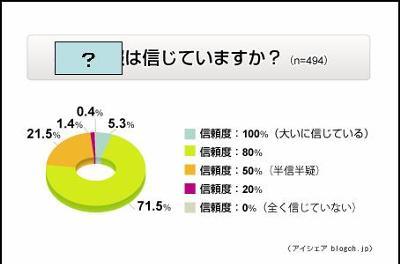 ?
は信じていますか？ (n=494)
0.4%
1.4%
5.3%
21.5%
71.5%
信頼度：100%（大いに信じている）
信頼度：80%
信頼度：50%（半信半疑）
信頼度：20%
信頼度：0%（全く信じていない）
（アイシェア blogch.jp）